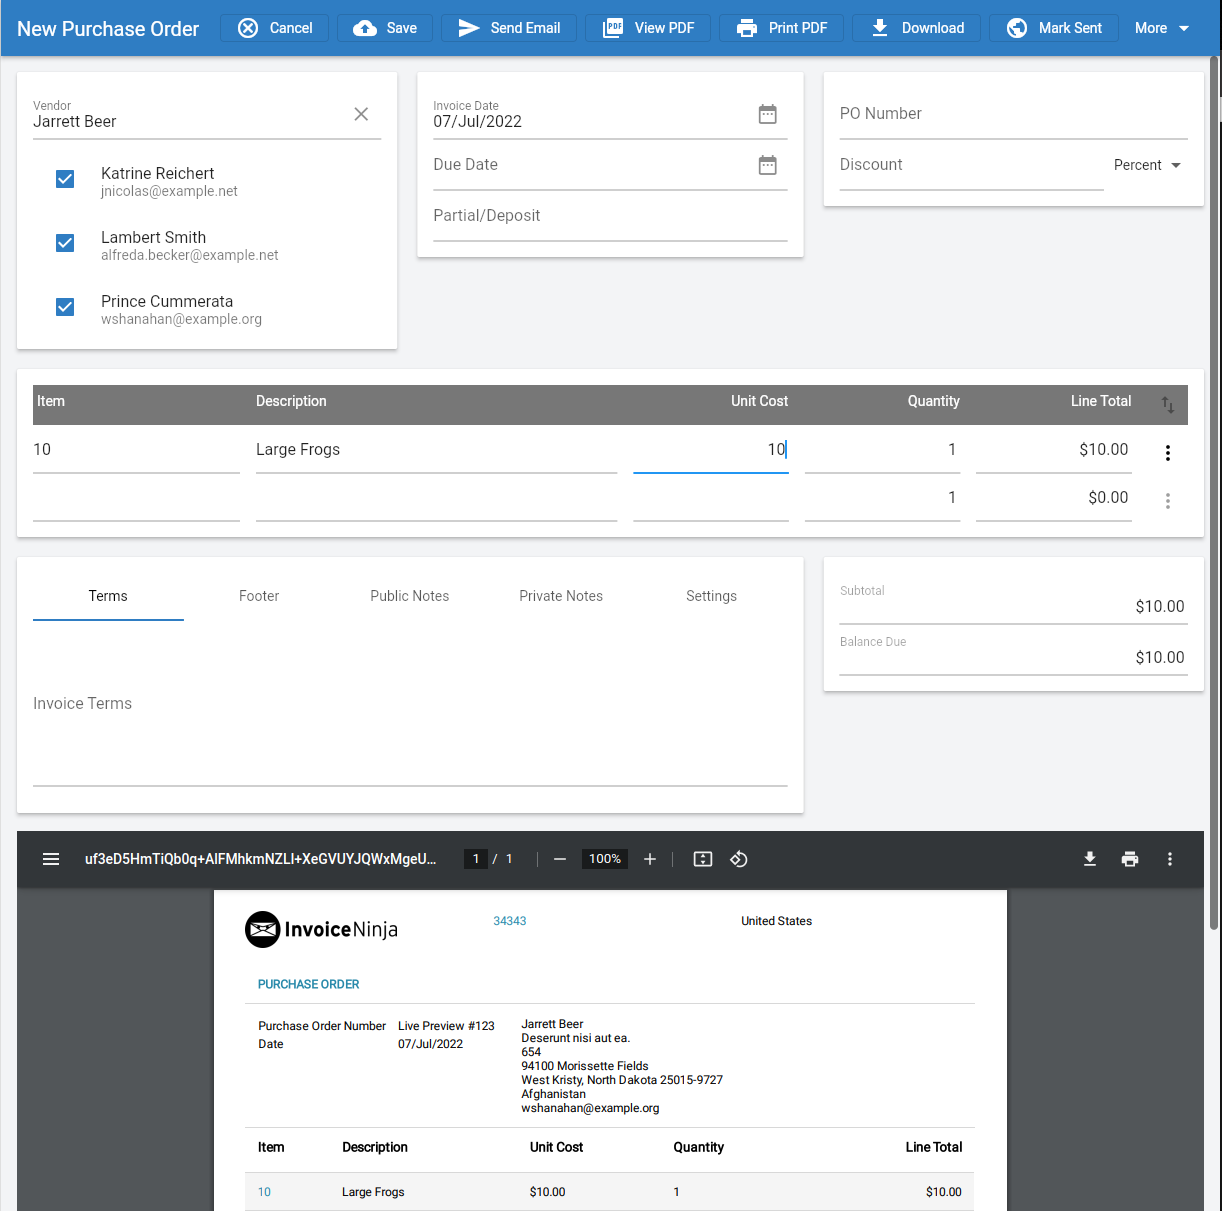 New Purchase Order Cancel Save Send Email PDF View PDF Print PDF Download Mark Sent More
Vendor
Jarrett Beer
Katrine Reichert
jnicolas@example.net
Lambert Smith
alfreda.becker@example.net
Prince Cummerata
wshanahan@example.org
Invoice Date
07/Jul/2022
Due Date
Partial/Deposit
PO Number
Discount Percent
Item Description Unit Cost Quantity Line Total
10 Large Frogs 10 1 $10.00
1 $0.00
Terms Footer Public Notes Private Notes Settings
Invoice Terms
Subtotal
$10.00
Balance Due
$10.00
uf3eD5HmTiQb0q+AIFMhkmNZLI+XeGVUYJQWxMgeU... 1 / 1 100%
InvoiceNinja 34343 United States
PURCHASE ORDER
Purchase Order Number Live Preview #123
Date 07/Jul/2022
Jarrett Beer
Deserunt nisi aut ea.
654
94100 Morissette Fields
West Kristy, North Dakota 25015-9727
Afghanistan
wshanahan@example.org
Item Description Unit Cost Quantity Line Total
10 Large Frogs $10.00 1 $10.00